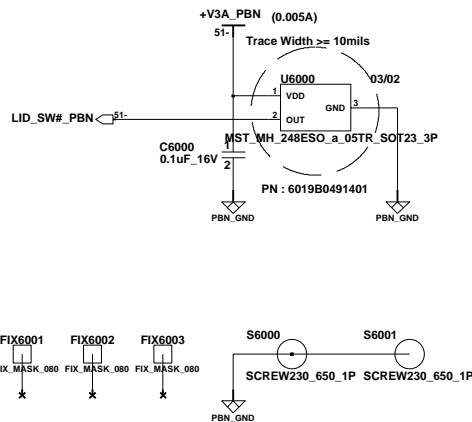 +V3A_PBN (0.005A)
51-
Trace Width >= 10mils
U6000 03/02
1 VDD
GND 3
LID_SW#_PBN 51- 2 OUT
MST_MH_248ESO_a_05TR_SOT23_3P
C6000 1
0.1uF_16V 2
PN : 6019B0491401
PBN_GND PBN_GND
FIX6001 FIX6002 FIX6003 S6000 S6001
IX_MASK_080 FIX_MASK_080 FIX_MASK_080
SCREW230_650_1P SCREW230_650_1P
PBN_GND